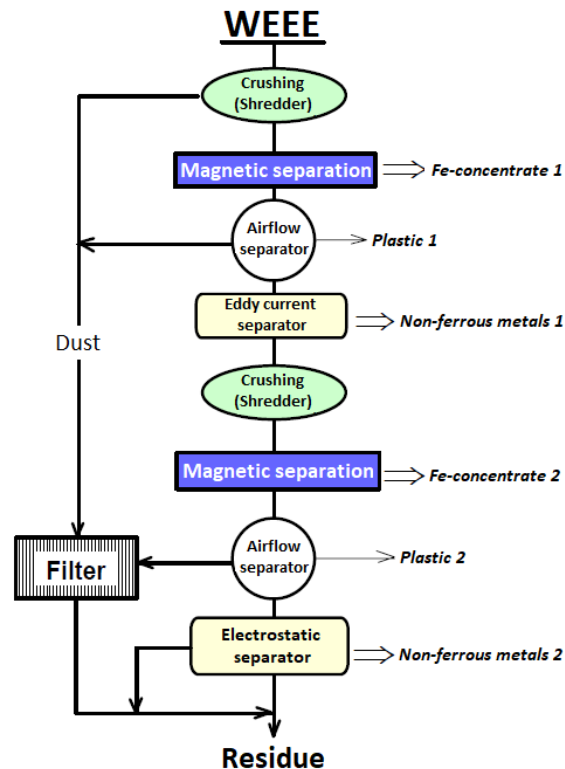 WEEE
Crushing
(Shredder)
Magnetic separation
Fe-concentrate 1
Airflow
separator
Plastic 1
Eddy current
separator
Non-ferrous metals 1
Dust
Crushing
(Shredder)
Magnetic separation
Fe-concentrate 2
Airflow
separator
Plastic 2
Filter
Electrostatic
separator
Non-ferrous metals 2
Residue